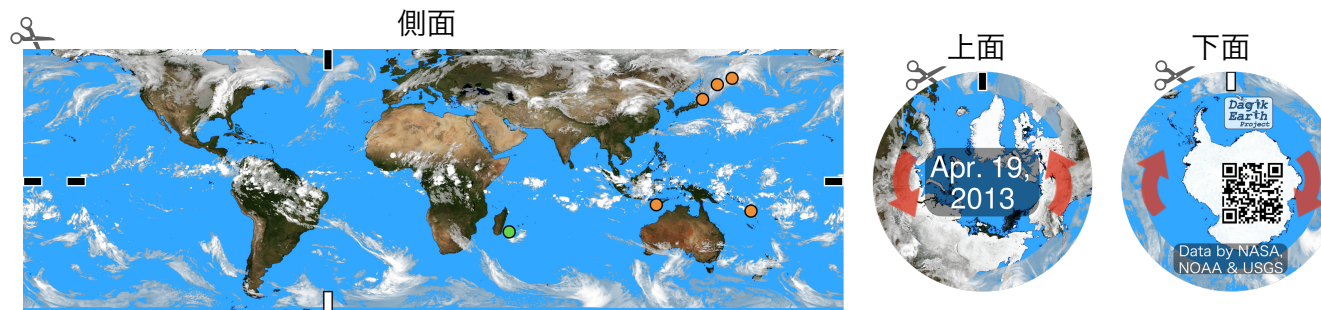 側面
上面
下面
Apr. 19,
2013
Dagik
Earth
Project
Data by NASA,
NOAA & USGS